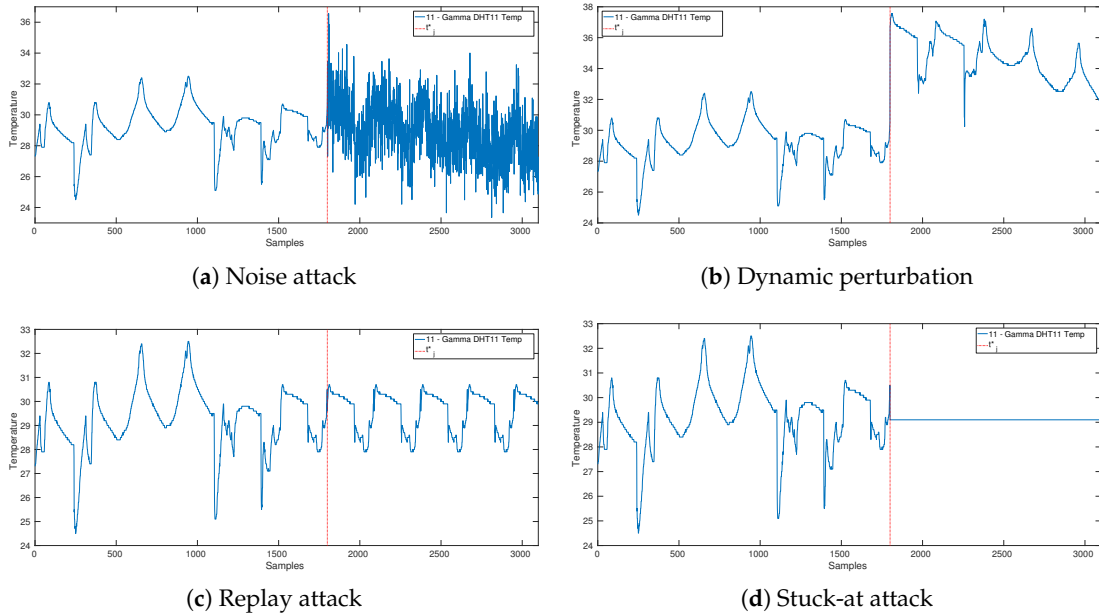 38
36
34
32
30
28
26
24
Temperature
0 500 1000 1500 2000 2500 3000
Samples
11 - Gamma DHT11 Temp
t*j
(a) Noise attack
38
36
34
32
30
28
26
24
Temperature
0 500 1000 1500 2000 2500 3000
Samples
11 - Gamma DHT11 Temp
t*j
(b) Dynamic perturbation
33
32
31
30
29
28
27
26
25
24
Temperature
0 500 1000 1500 2000 2500 3000
Samples
11 - Gamma DHT11 Temp
t*j
(c) Replay attack
33
32
31
30
29
28
27
26
25
24
Temperature
0 500 1000 1500 2000 2500 3000
Samples
11 - Gamma DHT11 Temp
t*j
(d) Stuck-at attack